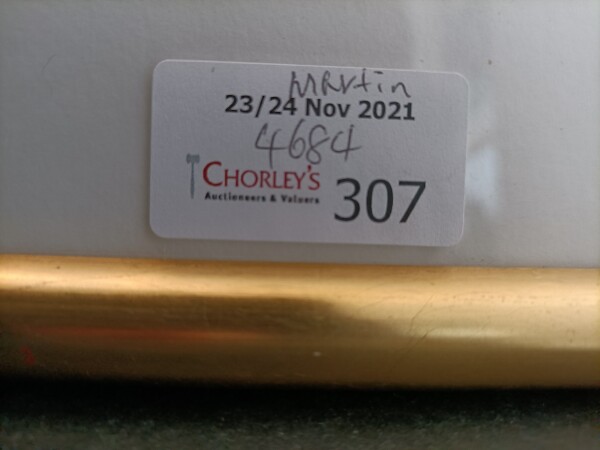 Martin
23/24 Nov 2021
4684
CHORLEY'S
Auctioneers & Valuers
307